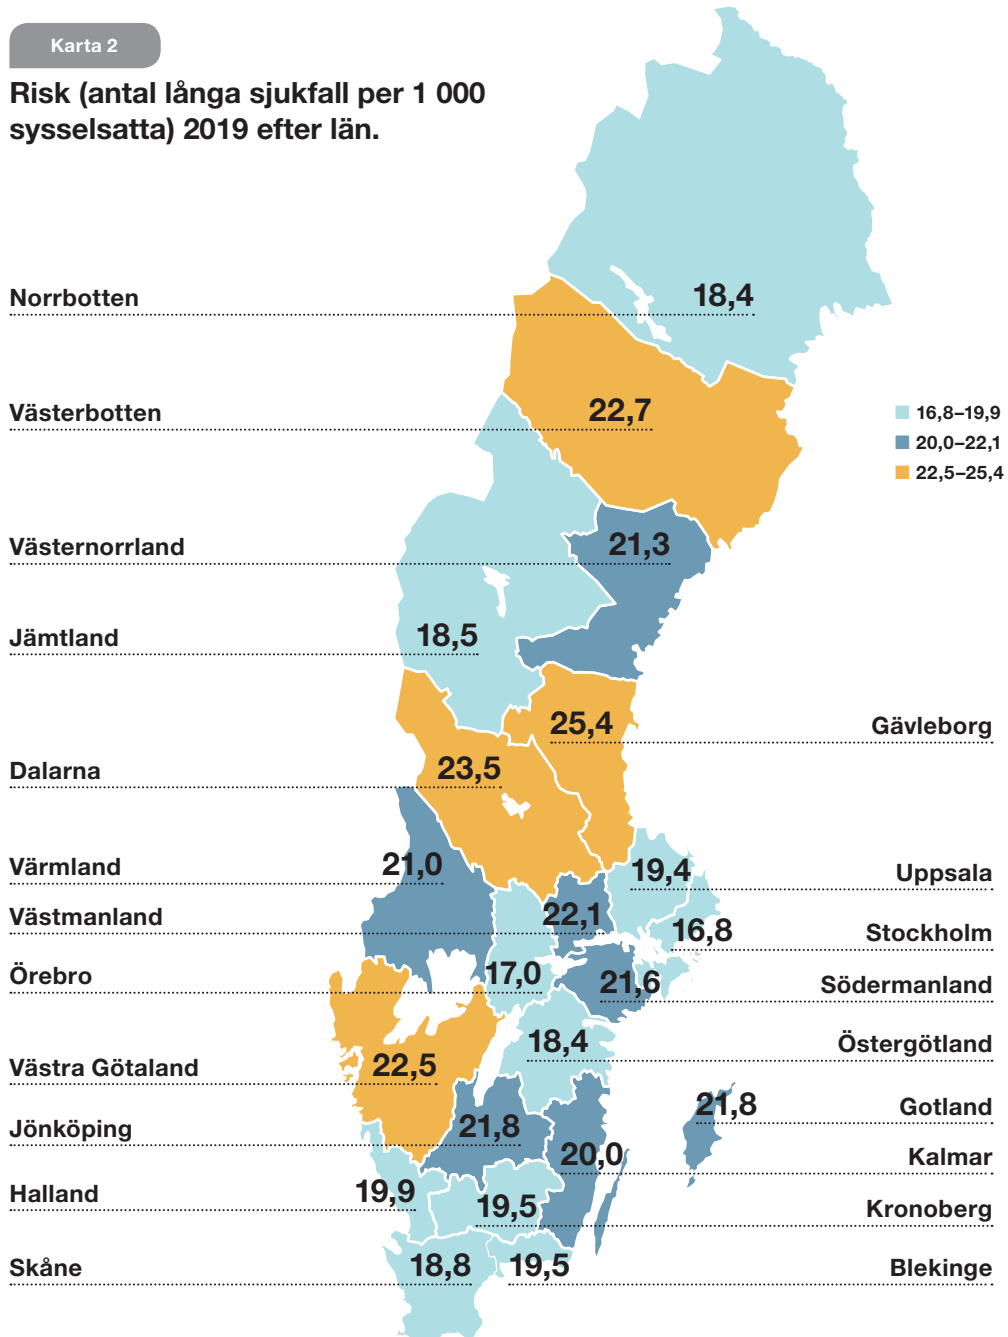 Karta 2
Risk (antal långa sjukfall per 1 000
sysselsatta) 2019 efter län.
Norrbotten 18,4
Västerbotten 22,7
16,8–19,9
20,0–22,1
22,5–25,4
Västernorrland 21,3
Jämtland 18,5
25,4 Gävleborg
Dalarna 23,5
Värmland 21,0
19,4 Uppsala
Västmanland 22,1
16,8 Stockholm
Örebro 17,0
21,6 Södermanland
18,4 Östergötland
Västra Götaland 22,5
21,8 Gotland
Jönköping 21,8
20,0 Kalmar
Halland 19,9
19,5 Kronoberg
Skåne 18,8
19,5 Blekinge